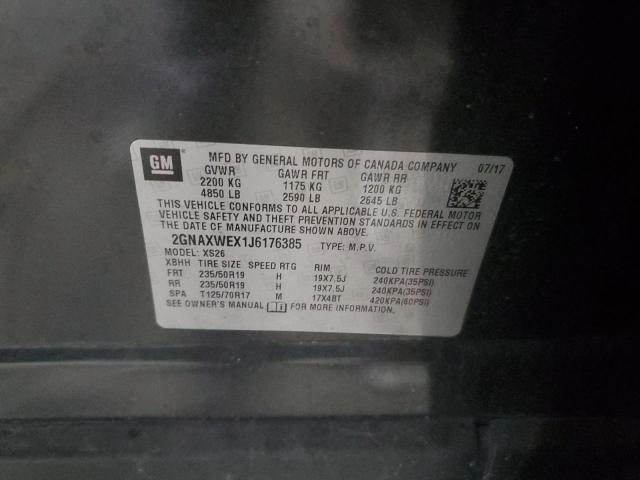 GM
MFD BY GENERAL MOTORS OF CANADA COMPANY 07/17
GVWR GAWR FRT GAWR RR
2200 KG 1175 KG 1200 KG
4850 LB 2590 LB 2645 LB
THIS VEHICLE CONFORMS TO ALL APPLICABLE U.S. FEDERAL MOTOR
VEHICLE SAFETY AND THEFT PREVENTION STANDARDS IN EFFECT ON
THE DATE OF MANUFACTURE SHOWN ABOVE.
2GNAXWEX1J6176385 TYPE: M.P.V.
MODEL: XS26
XBHH TIRE SIZE SPEED RTG RIM COLD TIRE PRESSURE
FRT 235/50R19 H 19X7.5J 240KPA(35PSI)
RR 235/50R19 H 19X7.5J 240KPA(35PSI)
SPA T125/70R17 M 17X4BT 420KPA(60PSI)
SEE OWNER'S MANUAL FOR MORE INFORMATION.